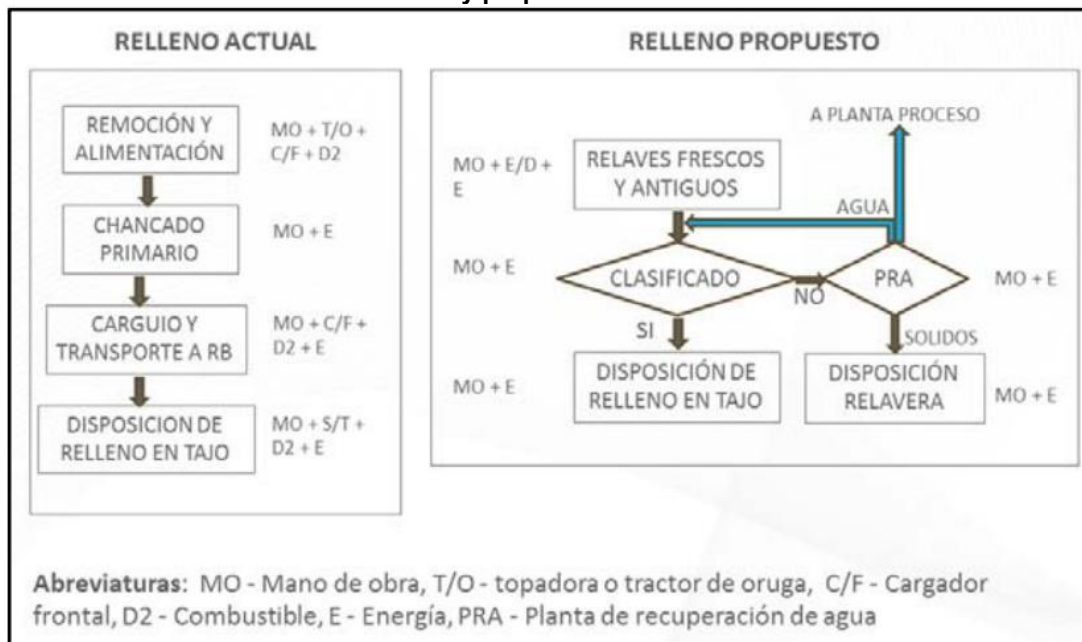 RELLENO ACTUAL
REMOCIÓN Y
ALIMENTACIÓN
MO + T/O +
C/F + D2
CHANCADO
PRIMARIO
MO + E
CARGUIO Y
TRANSPORTE A RB
MO + C/F +
D2 + E
DISPOSICION DE
RELLENO EN TAJO
MO + S/T +
D2 + E
RELLENO PROPUESTO
A PLANTA PROCESO
MO + E/D +
E
RELAVES FRESCOS
Y ANTIGUOS
AGUA
MO + E
CLASIFICADO
NO
PRA
MO + E
SI
SOLIDOS
MO + E
DISPOSICIÓN DE
RELLENO EN TAJO
DISPOSICIÓN
RELAVERA
MO + E
Abreviaturas: MO - Mano de obra, T/O - topadora o tractor de oruga, C/F - Cargador
frontal, D2 - Combustible, E - Energía, PRA - Planta de recuperación de agua